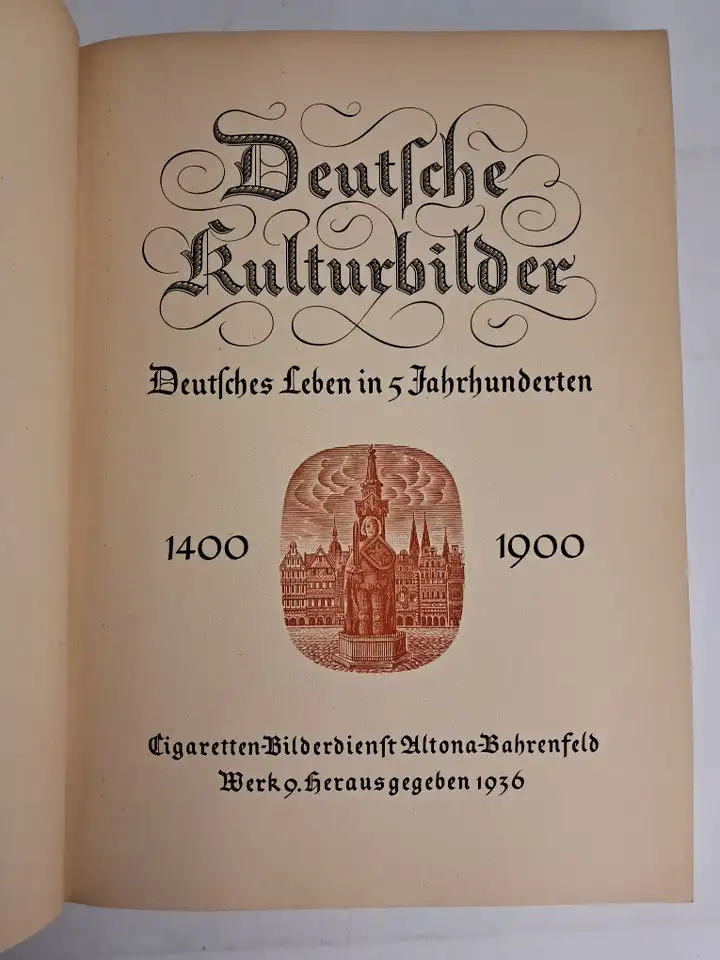 Deutſche
Kulturbilder
Deutſches Leben in 5 Jahrhunderten
1400 1900
Cigaretten-Bilderdienſt Altona-Bahrenfeld
Werk 9. Herausgegeben 1936